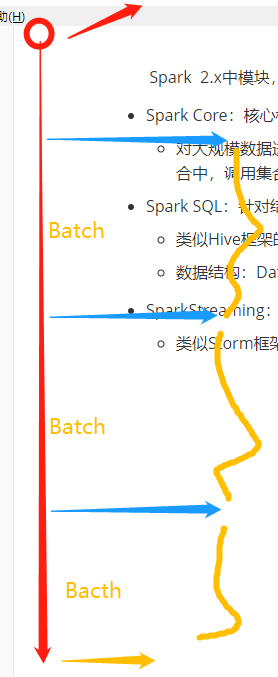 助(H)
Spark 2.x中模块，
Spark Core：核心
对大规模数据
合中，调用集
Batch
Spark SQL：针对结
类似Hive框架的
数据结构：Dat
SparkStreaming：
类似Storm框架
Batch
Bacth